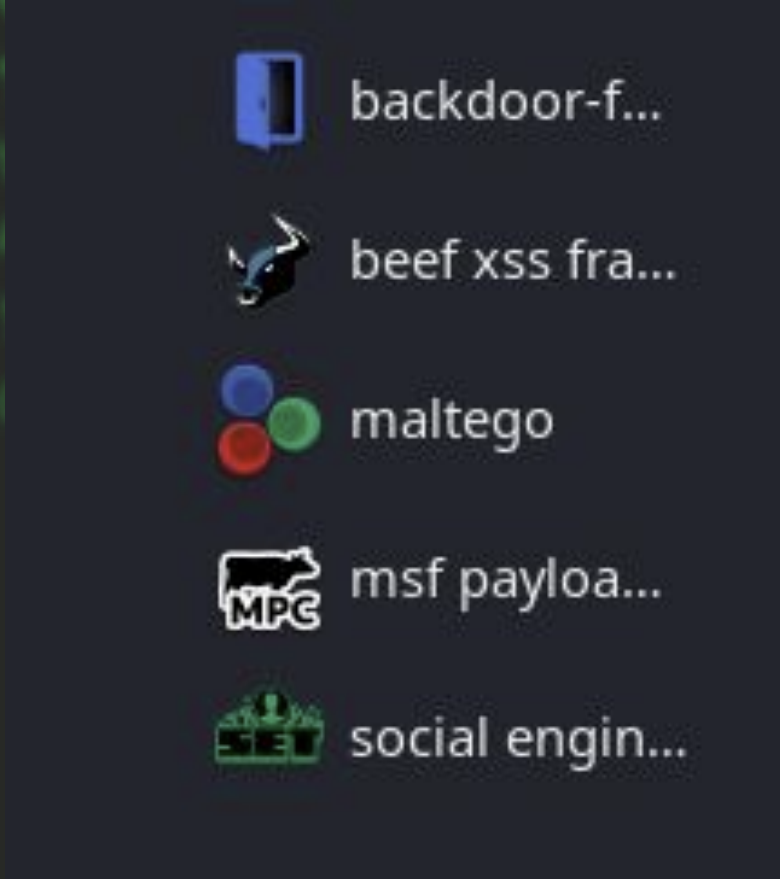 backdoor-f...
beef xss fra...
maltego
MPC
msf payloa...
SET
social engin...